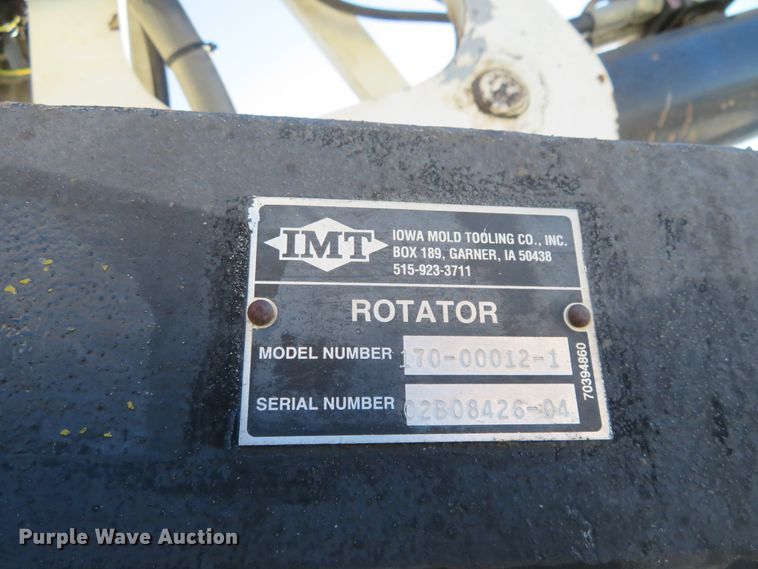 IMT
IOWA MOLD TOOLING CO., INC.
BOX 189, GARNER, IA 50438
515-923-3711
ROTATOR
MODEL NUMBER 170-00012-1
SERIAL NUMBER 02B08426-04
70394860
Purple Wave Auction®